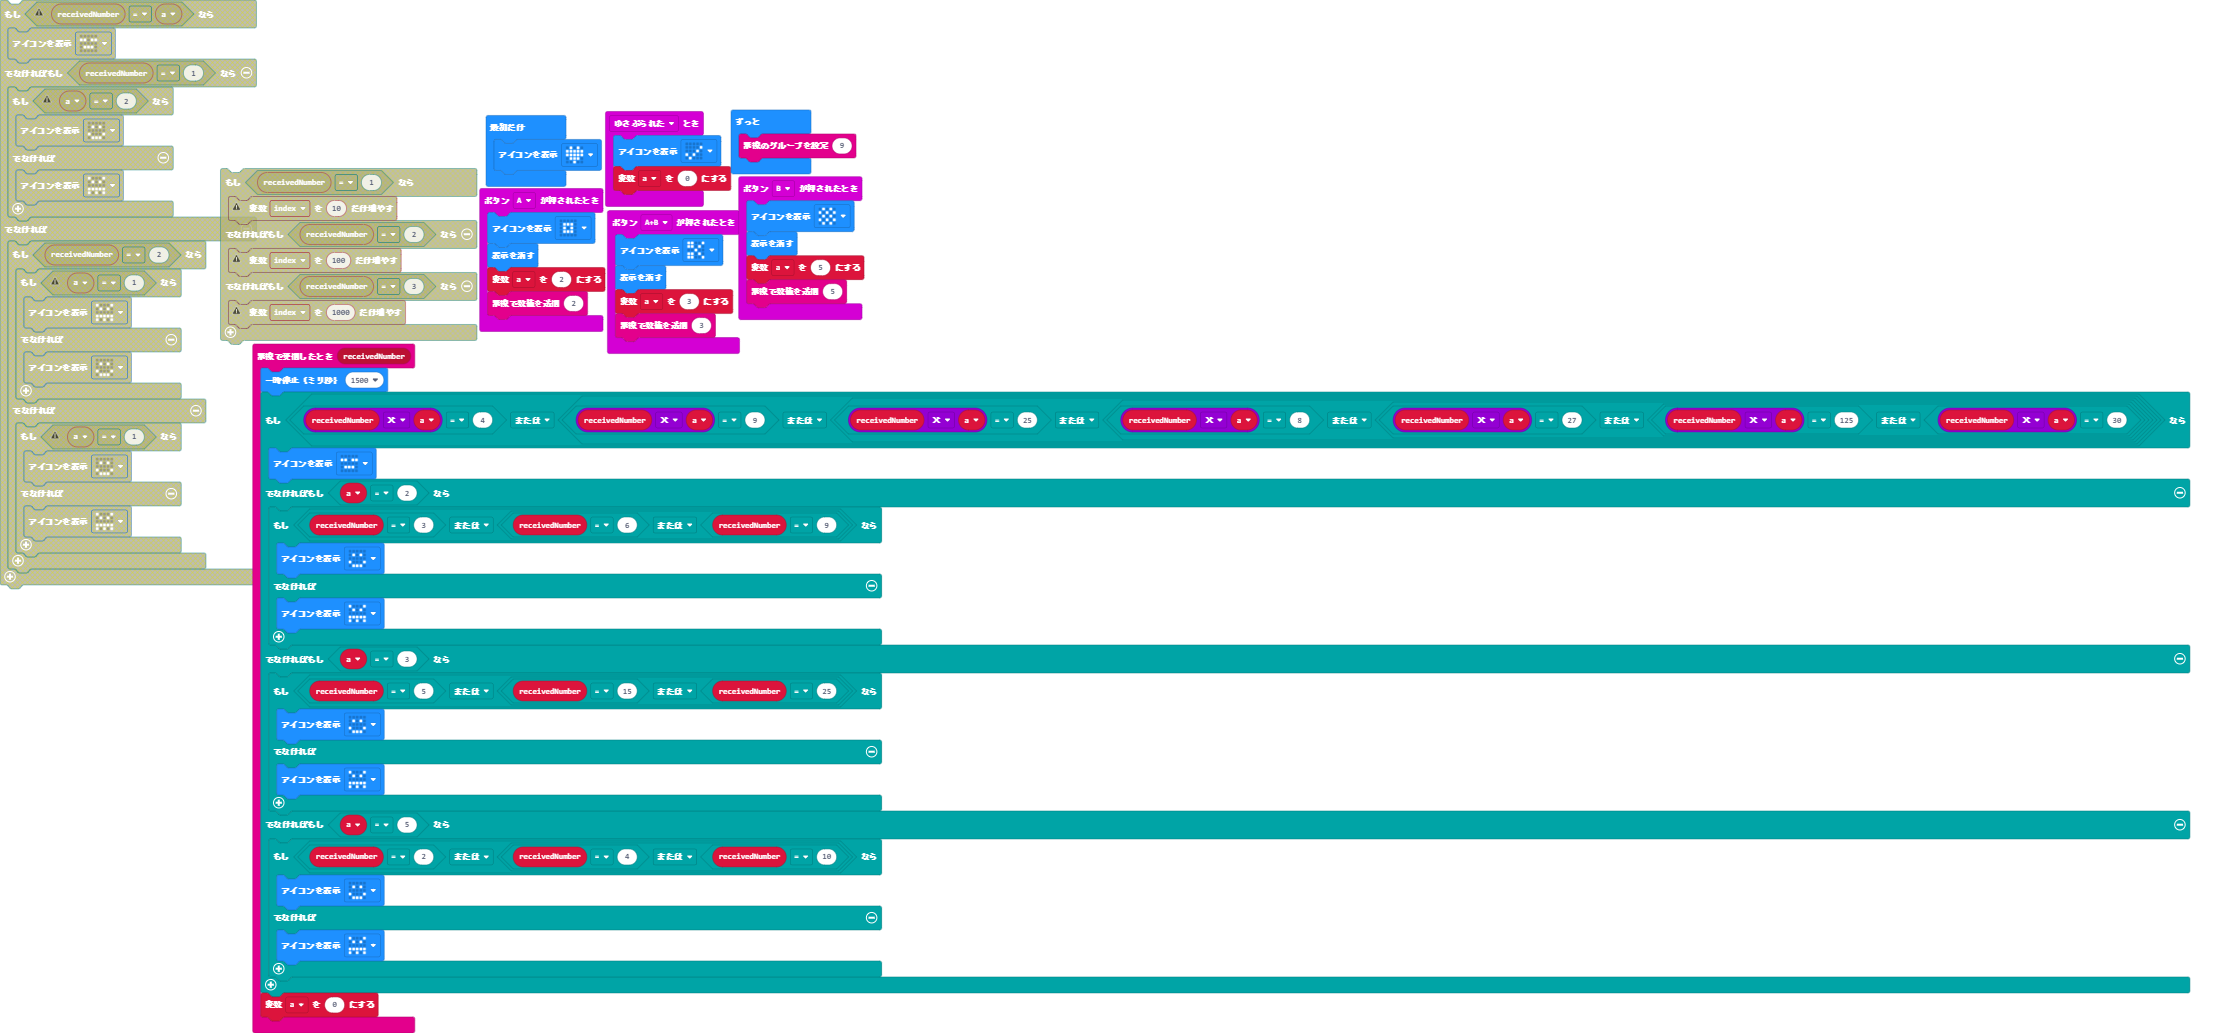 もし receivedNumber = a なら
アイコンを表示
でなければもし receivedNumber = 1 なら
もし a = 2 なら
アイコンを表示
でなければ
アイコンを表示
でなければ
もし receivedNumber = 2 なら
もし a = 1 なら
アイコンを表示
でなければ
アイコンを表示
でなければ
もし a = 1 なら
アイコンを表示
でなければ
アイコンを表示
もし receivedNumber = 1 なら
変数 index を 10 だけ増やす
でなければもし receivedNumber = 2 なら
変数 index を 100 だけ増やす
でなければもし receivedNumber = 3 なら
変数 index を 1000 だけ増やす
最初だけ
アイコンを表示
ボタン A が押されたとき
アイコンを表示
表示を消す
変数 a を 2 にする
無線で数値を送信 2
ゆさぶられた とき
アイコンを表示
変数 a を 0 にする
ボタン A+B が押されたとき
アイコンを表示
表示を消す
変数 a を 3 にする
無線で数値を送信 3
ずっと
無線のグループを設定 9
ボタン B が押されたとき
アイコンを表示
表示を消す
変数 a を 5 にする
無線で数値を送信 5
無線で受信したとき receivedNumber
一時停止（ミリ秒） 1500
もし receivedNumber × a = 4 または receivedNumber × a = 9 または receivedNumber × a = 25 または receivedNumber × a = 8 または receivedNumber × a = 27 または receivedNumber × a = 125 または receivedNumber × a = 30 なら
アイコンを表示
でなければもし a = 2 なら
もし receivedNumber = 3 または receivedNumber = 6 または receivedNumber = 9 なら
アイコンを表示
でなければ
アイコンを表示
でなければもし a = 3 なら
もし receivedNumber = 5 または receivedNumber = 15 または receivedNumber = 25 なら
アイコンを表示
でなければ
アイコンを表示
でなければもし a = 5 なら
もし receivedNumber = 2 または receivedNumber = 4 または receivedNumber = 10 なら
アイコンを表示
でなければ
アイコンを表示
変数 a を 0 にする